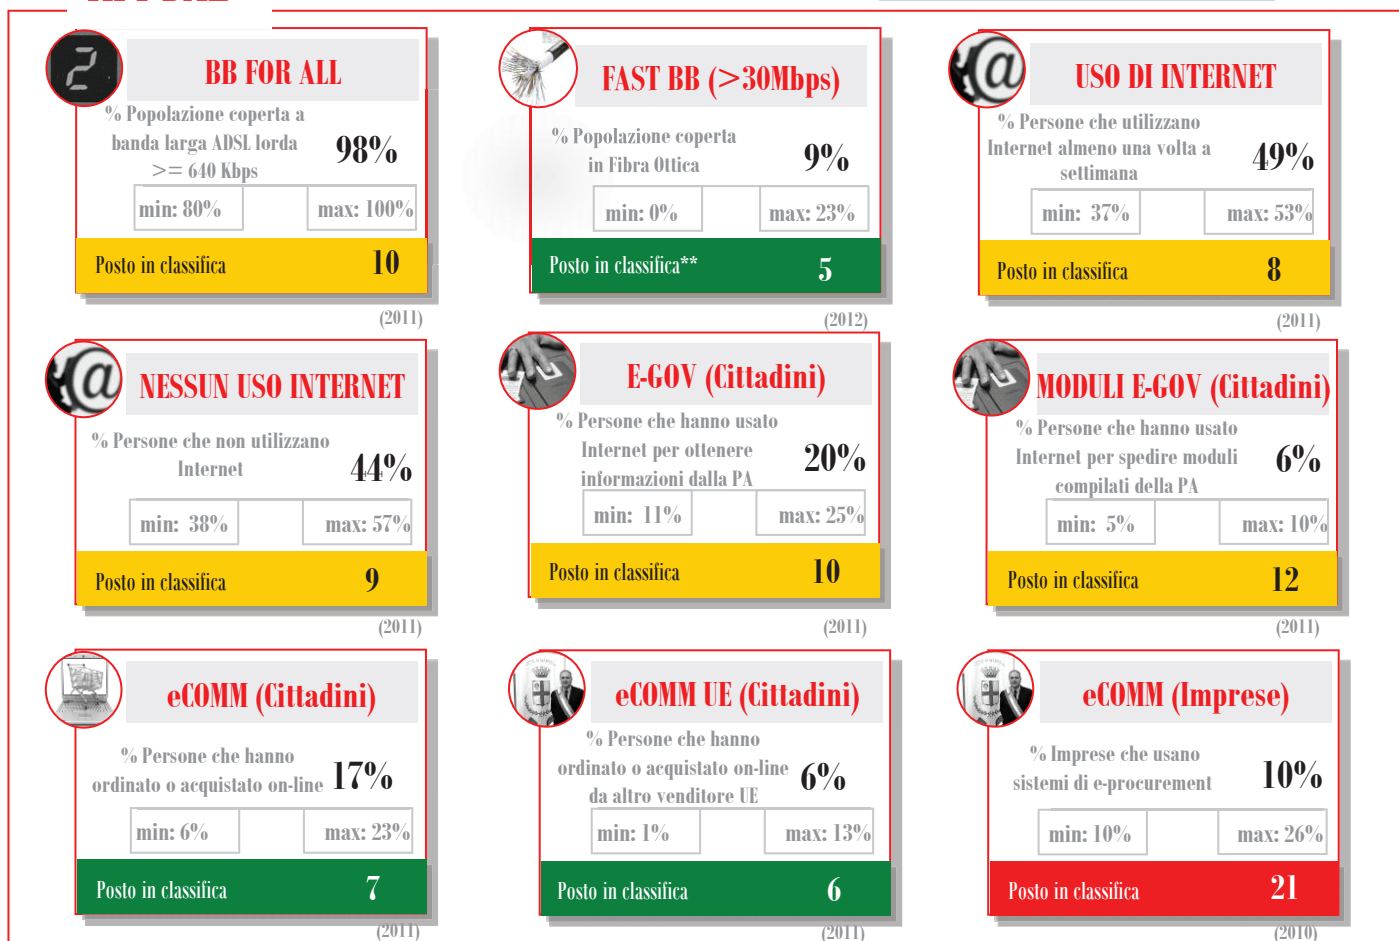 BB FOR ALL
% Popolazione coperta a
banda larga ADSL lorda
>= 640 Kbps
98%
min: 80%
max: 100%
Posto in classifica
10
(2011)
FAST BB (>30Mbps)
% Popolazione coperta
in Fibra Ottica
9%
min: 0%
max: 23%
Posto in classifica**
5
(2012)
USO DI INTERNET
% Persone che utilizzano
Internet almeno una volta a
settimana
49%
min: 37%
max: 53%
Posto in classifica
8
(2011)
NESSUN USO INTERNET
% Persone che non utilizzano
Internet
44%
min: 38%
max: 57%
Posto in classifica
9
(2011)
E-GOV (Cittadini)
% Persone che hanno usato
Internet per ottenere
informazioni dalla PA
20%
min: 11%
max: 25%
Posto in classifica
10
(2011)
MODULI E-GOV (Cittadini)
% Persone che hanno usato
Internet per spedire moduli
compilati della PA
6%
min: 5%
max: 10%
Posto in classifica
12
(2011)
eCOMM (Cittadini)
% Persone che hanno
ordinato o acquistato on-line
17%
min: 6%
max: 23%
Posto in classifica
7
(2011)
eCOMM UE (Cittadini)
% Persone che hanno
ordinato o acquistato on-line
da altro venditore UE
6%
min: 1%
max: 13%
Posto in classifica
6
(2011)
eCOMM (Imprese)
% Imprese che usano
sistemi di e-procurement
10%
min: 10%
max: 26%
Posto in classifica
21
(2010)